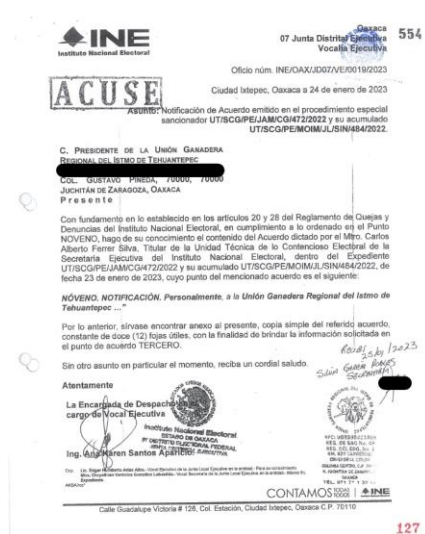 INE
Instituto Nacional Electoral
Oaxaca
07 Junta Distrital Ejecutiva
Vocalía Ejecutiva
554
Oficio núm. INE/OAX/JD07/VE/0019/2023
ACUSE
Ciudad Ixtepec, Oaxaca a 24 de enero de 2023
Asunto: Notificación de Acuerdo emitido en el procedimiento especial
sancionador UT/SCG/PE/JAM/CG/472/2022 y su acumulado
UT/SCG/PE/MOIM/JL/SIN/484/2022.
C. PRESIDENTE DE LA UNIÓN GANADERA
REGIONAL DEL ISTMO DE TEHUANTEPEC
COL. GUSTAVO PINEDA, 70000, 70000
JUCHITÁN DE ZARAGOZA, OAXACA
P r e s e n t e
Con fundamento en lo establecido en los artículos 20 y 28 del Reglamento de Quejas y
Denuncias del Instituto Nacional Electoral, en cumplimiento a lo ordenado en el Punto
NOVENO, hago de su conocimiento el contenido del Acuerdo dictado por el Mtro. Carlos
Alberto Ferrer Silva, Titular de la Unidad Técnica de lo Contencioso Electoral de la
Secretaría Ejecutiva del Instituto Nacional Electoral, dentro del Expediente
UT/SCG/PE/JAM/CG/472/2022 y su acumulado UT/SCG/PE/MOIM/JL/SIN/484/2022, de
fecha 23 de enero de 2023, cuyo punto del mencionado acuerdo es el siguiente:
NÓVENO. NOTIFICACIÓN. Personalmente, a la Unión Ganadera Regional del Istmo de
Tehuantepec ..."
Por lo anterior, sírvase encontrar anexo al presente, copia simple del referido acuerdo,
constante de doce (12) fojas útiles, con la finalidad de brindar la información solicitada en
el punto de acuerdo TERCERO.
Sin otro asunto en particular el momento, reciba un cordial saludo.
Atentamente
La Encargada de Despacho en el
cargo de Vocal Ejecutiva
Instituto Nacional Electoral
ESTADO DE OAXACA
Ing. Ana Karen Santos Aparicio
CONTAMOS TODAS TODOS INE
Calle Guadalupe Victoria # 126, Col. Estación, Ciudad Ixtepec, Oaxaca C.P. 70110
127